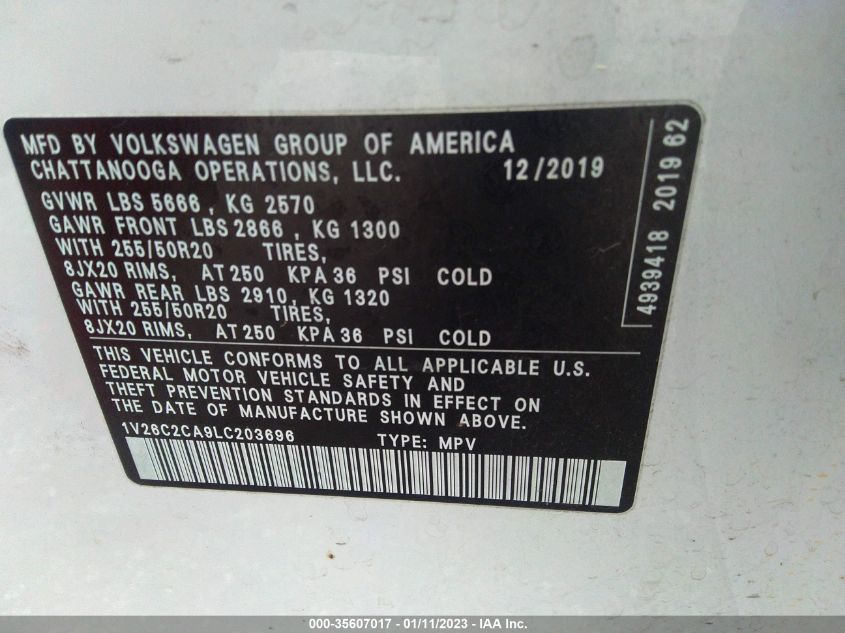 MFD BY VOLKSWAGEN GROUP OF AMERICA
CHATTANOOGA OPERATIONS, LLC. 12/2019
GVWR LBS 5666 , KG 2570
GAWR FRONT LBS 2866 , KG 1300
WITH 255/50R20 TIRES,
8JX20 RIMS, AT 250 KPA 36 PSI COLD
GAWR REAR LBS 2910, KG 1320
WITH 255/50R20 TIRES,
8JX20 RIMS, AT 250 KPA 36 PSI COLD
THIS VEHICLE CONFORMS TO ALL APPLICABLE U.S.
FEDERAL MOTOR VEHICLE SAFETY AND
THEFT PREVENTION STANDARDS IN EFFECT ON
THE DATE OF MANUFACTURE SHOWN ABOVE.
1V26C2CA9LC203696 TYPE: MPV
4939418 2019 62
000-35607017 - 01/11/2023 - IAA Inc.